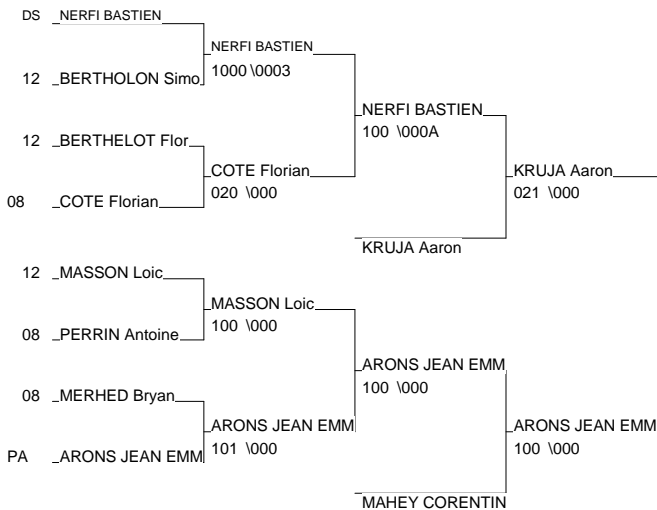 DS NERFI BASTIEN
NERFI BASTIEN
1000 \0003
12 BERTHOLON Simo
NERFI BASTIEN
100 \000A
12 BERTHELOT Flor
COTE Florian
020 \000
KRUJA Aaron
021 \000
08 COTE Florian
KRUJA Aaron
12 MASSON Loic
MASSON Loic
100 \000
08 PERRIN Antoine
ARONS JEAN EMM
100 \000
08 MERHED Bryan
ARONS JEAN EMM
101 \000
ARONS JEAN EMM
100 \000
PA ARONS JEAN EMM
MAHEY CORENTIN